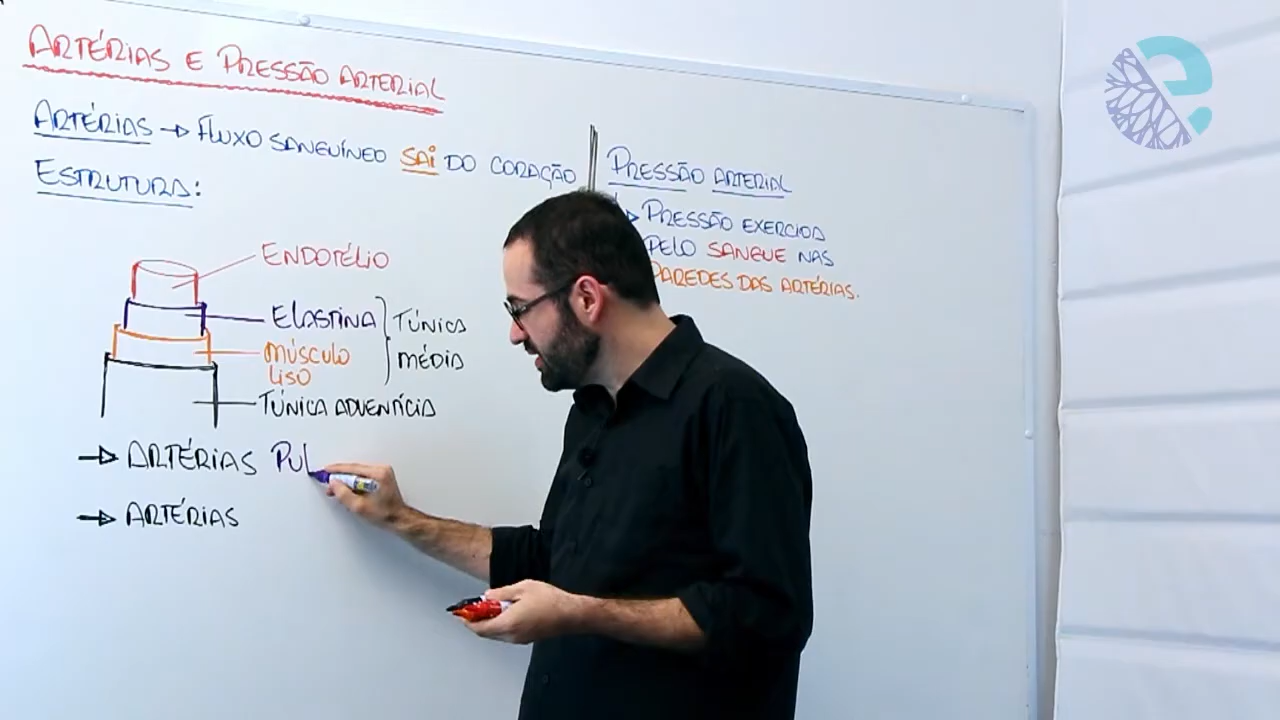 ARTÉRIAS E PRESSÃO ARTERIAL
ARTÉRIAS → FLUXO SANGUÍNEO SAI DO CORAÇÃO
ESTRUTURA:
ENDOTÉLIO
ELASTINA
MÚSCULO
LISO
TÚNICA
MÉDIA
TÚNICA ADVENTÍCIA
→ ARTÉRIAS PUL
→ ARTÉRIAS
PRESSÃO ARTERIAL
PRESSÃO EXERCIDA
PELO SANGUE NAS
PAREDES DAS ARTÉRIAS.